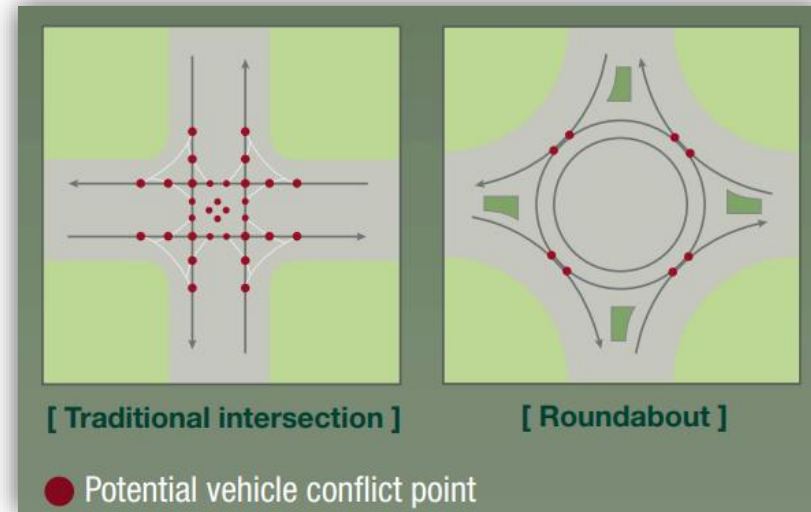 [ Traditional intersection ]
[ Roundabout ]
Potential vehicle conflict point